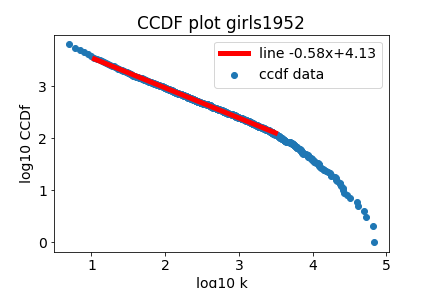 CCDF plot girls1952
line -0.58x+4.13
ccdf data
log10 CCDf
3
2
1
0
1 2 3 4 5
log10 k